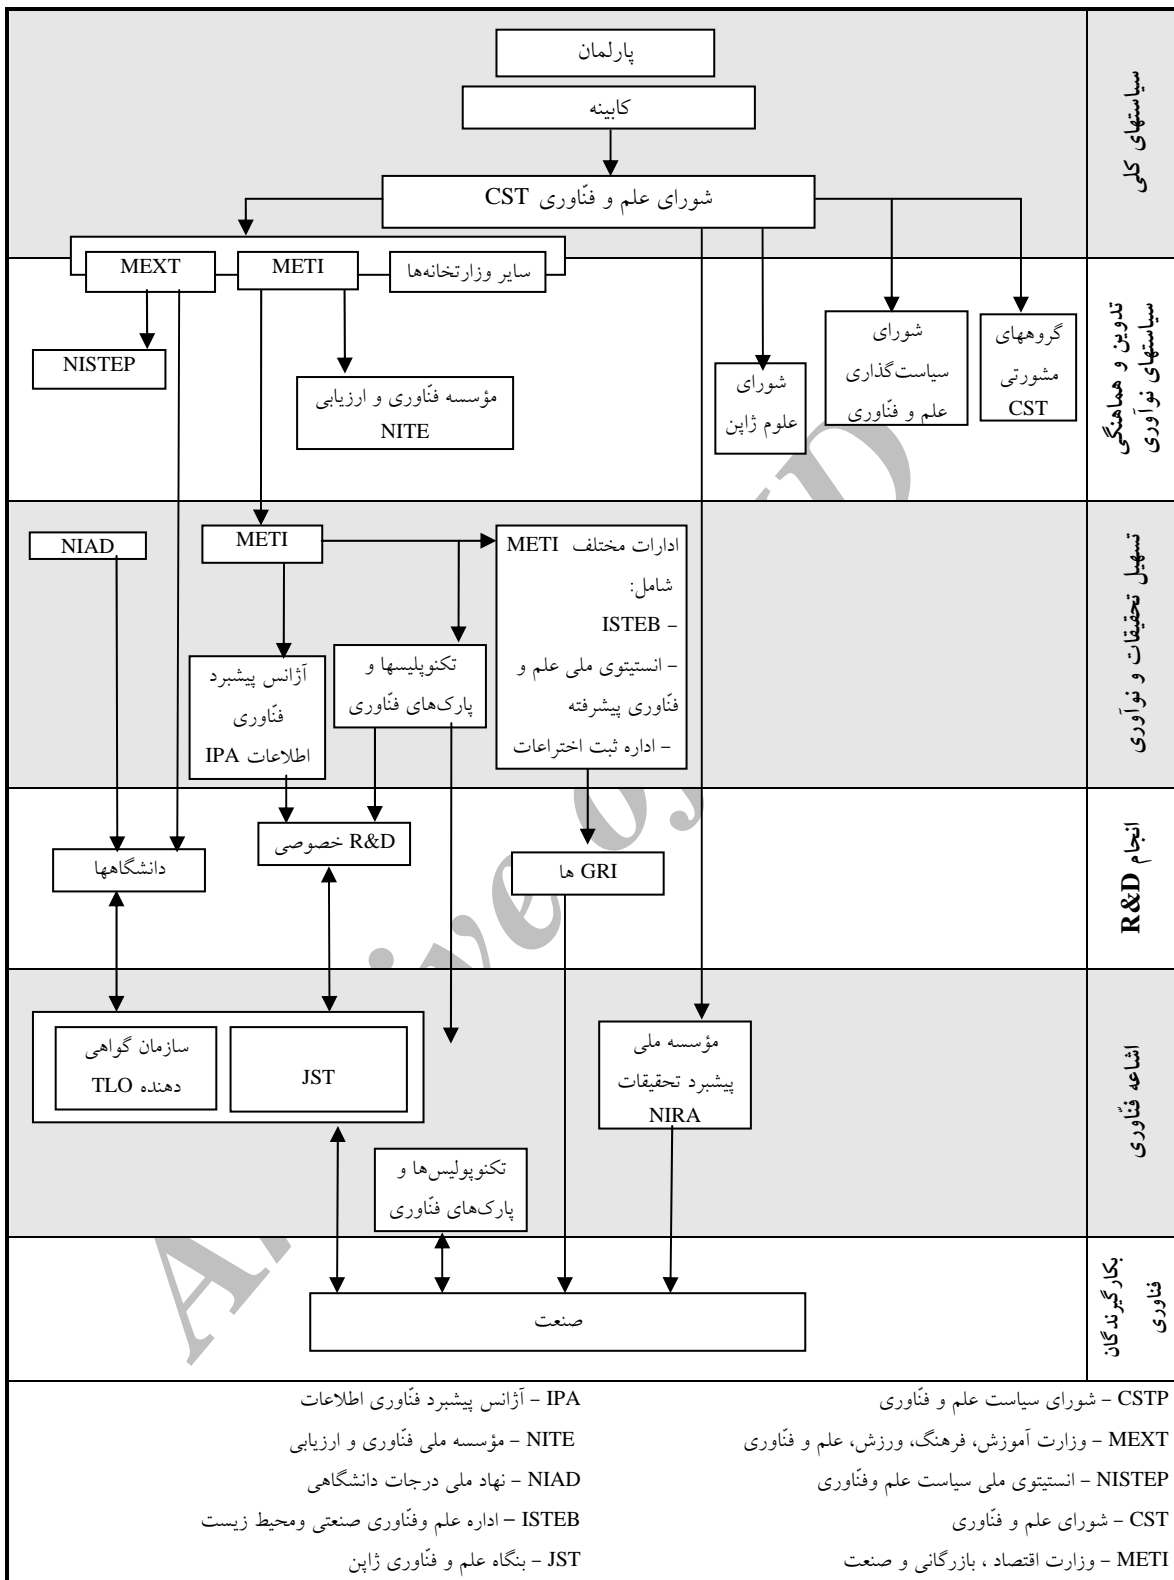 سیاستهای کلی
پارلمان
کابینه
شورای علم و فنّاوری CST
تدوین و هماهنگی
سیاستهای نوآوری
MEXT
METI
سایر وزارتخانه‌ها
NISTEP
مؤسسه فنّاوری و ارزیابی
NITE
شورای
علوم ژاپن
شورای
سیاست‌گذاری
علم و فنّاوری
گروههای
مشورتی
CST
تسهیل تحقیقات و نوآوری
NIAD
METI
ادارات مختلف METI
شامل:
– ISTEB
– انستیتوی ملی علم و
فنّاوری پیشرفته
– اداره ثبت اختراعات
آژانس پیشبرد
فنّاوری
اطلاعات IPA
تکنوپلیسها و
پارک‌های فنّاوری
انجام R&D
دانشگاهها
R&D خصوصی
GRI ها
اشاعه فنّاوری
سازمان گواهی
دهنده TLO
JST
مؤسسه ملی
پیشبرد تحقیقات
NIRA
تکنوپولیس‌ها و
پارک‌های فنّاوری
بکارگیرندگان
فناوری
صنعت
CSTP – شورای سیاست علم و فنّاوری
MEXT – وزارت آموزش، فرهنگ، ورزش، علم و فنّاوری
NISTEP – انستیتوی ملی سیاست علم وفنّاوری
CST – شورای علم و فنّاوری
METI – وزارت اقتصاد ، بازرگانی و صنعت
IPA – آژانس پیشبرد فنّاوری اطلاعات
NITE – مؤسسه ملی فنّاوری و ارزیابی
NIAD – نهاد ملی درجات دانشگاهی
ISTEB – اداره علم وفنّاوری صنعتی ومحیط زیست
JST – بنگاه علم و فنّاوری ژاپن